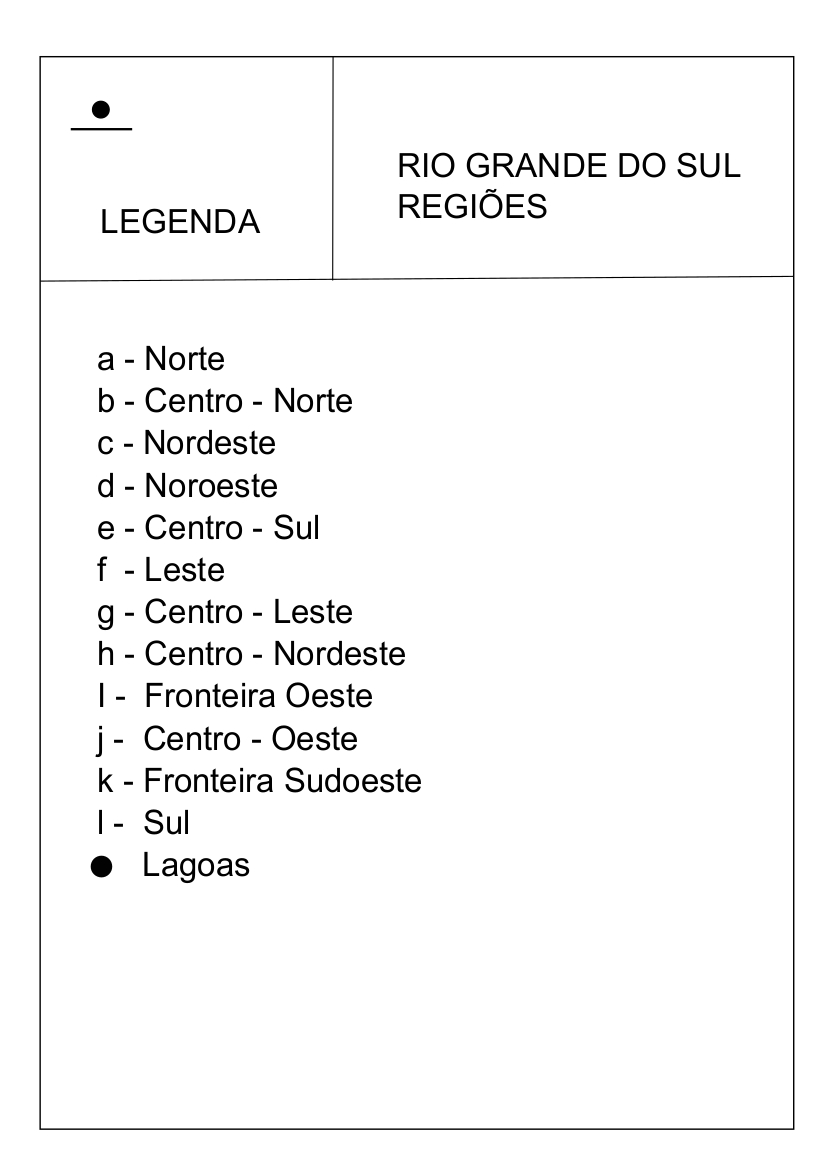 LEGENDA
RIO GRANDE DO SUL
REGIÕES
a - Norte
b - Centro - Norte
c - Nordeste
d - Noroeste
e - Centro - Sul
f - Leste
g - Centro - Leste
h - Centro - Nordeste
I - Fronteira Oeste
j - Centro - Oeste
k - Fronteira Sudoeste
l - Sul
● Lagoas